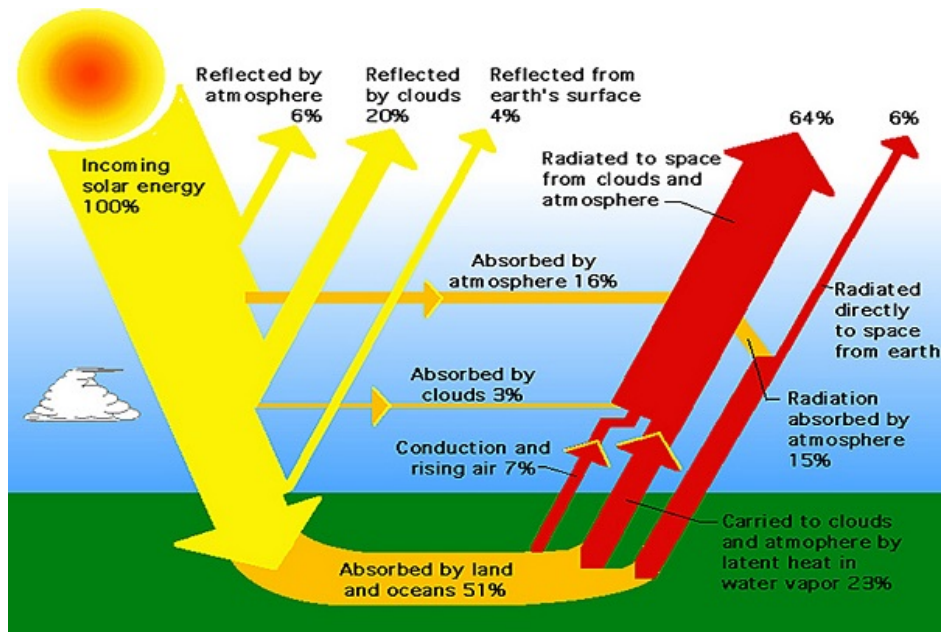 Incoming
solar energy
100%
Reflected by
atmosphere
6%
Reflected
by clouds
20%
Reflected from
earth's surface
4%
64%
6%
Radiated to space
from clouds and
atmosphere
Absorbed by
atmosphere 16%
Radiated
directly
to space
from earth
Absorbed by
clouds 3%
Radiation
absorbed by
atmosphere
15%
Conduction and
rising air 7%
Carried to clouds
and atmophere by
latent heat in
water vapor 23%
Absorbed by land
and oceans 51%